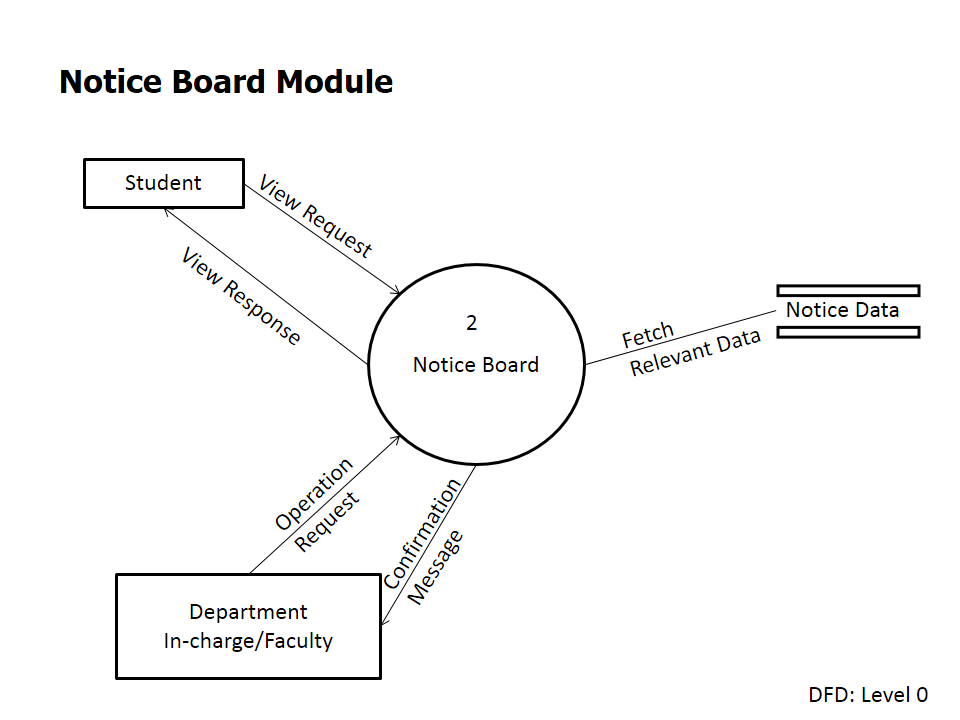 Notice Board Module
Student
View Request
View Response
2
Notice Board
Notice Data
Fetch
Relevant Data
Operation
Request
Confirmation
Message
Department
In-charge/Faculty
DFD: Level 0